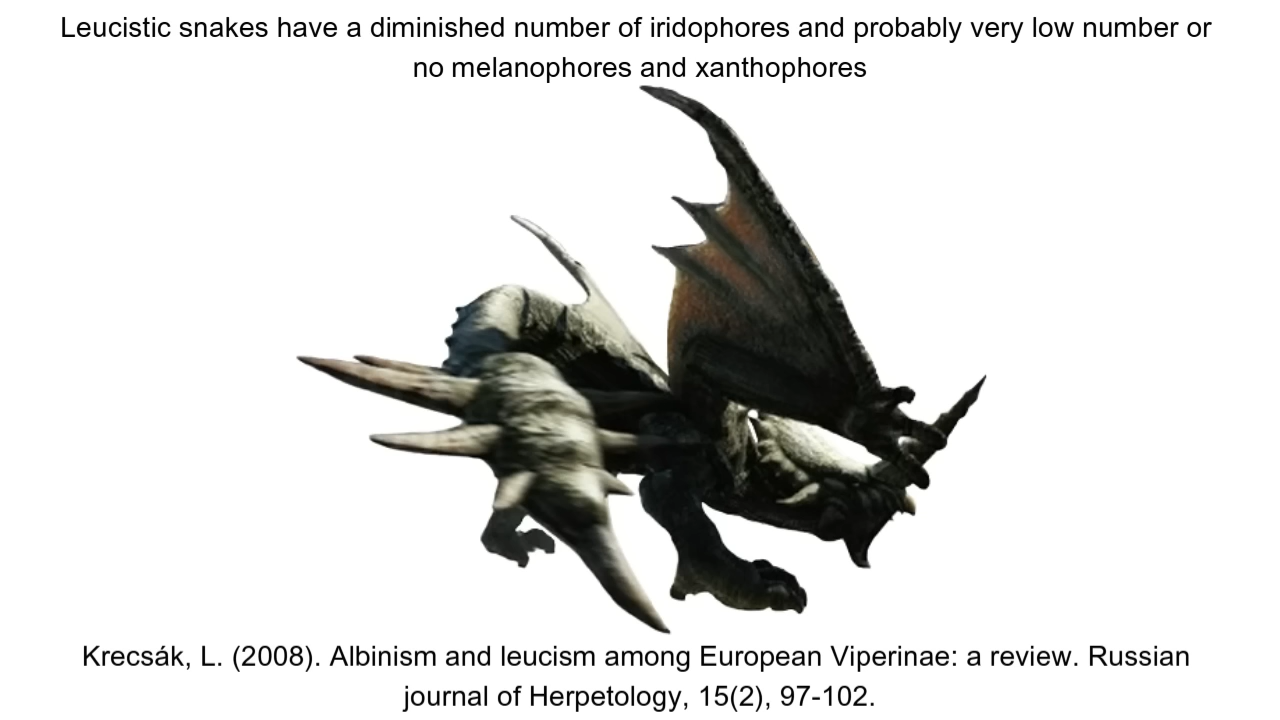 Leucistic snakes have a diminished number of iridophores and probably very low number or
no melanophores and xanthophores
Krecsák, L. (2008). Albinism and leucism among European Viperinae: a review. Russian
journal of Herpetology, 15(2), 97-102.